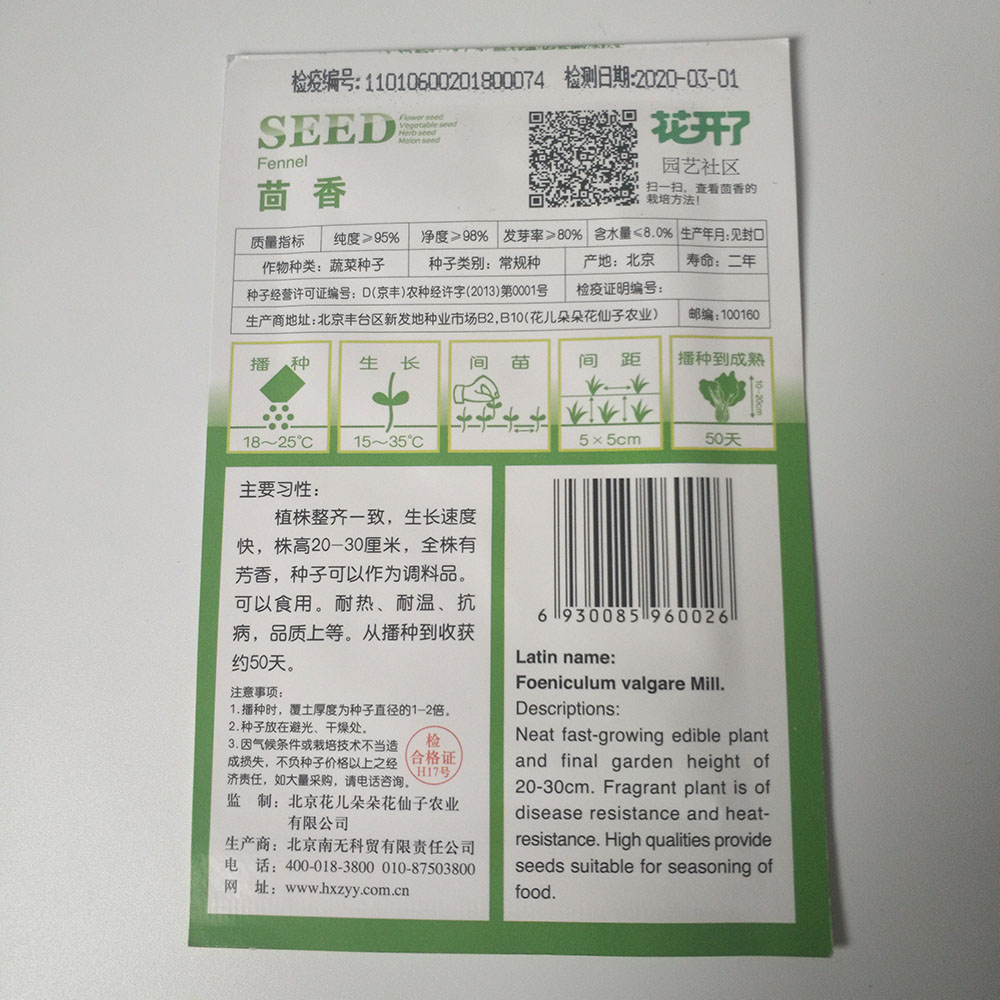 检疫编号:11010600201800074 检测日期:2020-03-01
SEED
Flower seed
Vegetable seed
Herb seed
Melon seed
Fennel
茴香
花开了
园艺社区
扫一扫，查看茴香的
栽培方法！
质量指标 纯度≥95% 净度≥98% 发芽率≥80% 含水量≤8.0% 生产年月:见封口
作物种类：蔬菜种子 种子类别：常规种 产地：北京 寿命：二年
种子经营许可证编号：D(京丰)农种经许字(2013)第0001号 检疫证明编号：
生产商地址:北京丰台区新发地种业市场B2,B10(花儿朵朵花仙子农业) 邮编:100160
播种 生长 间苗 间距 播种到成熟
10~20cm
18～25℃ 15～35℃ 5×5cm 50天
主要习性：
植株整齐一致，生长速度
快，株高20-30厘米，全株有
芳香，种子可以作为调料品。
可以食用。耐热、耐温、抗
病，品质上等。从播种到收获
约50天。
注意事项：
1.播种时，覆土厚度为种子直径的1-2倍。
2.种子放在避光、干燥处。
3.因气候条件或栽培技术不当造
成损失，不负种子价格以上之经
济责任，如大量采购，请电话咨询。
检
合格证
H17号
监 制：北京花儿朵朵花仙子农业
有限公司
生产商：北京南无科贸有限责任公司
电 话：400-018-3800 010-87503800
网 址：www.hxzyy.com.cn
6 930085 960026
Latin name:
Foeniculum valgare Mill.
Descriptions:
Neat fast-growing edible plant
and final garden height of
20-30cm. Fragrant plant is of
disease resistance and heat-
resistance. High qualities provide
seeds suitable for seasoning of
food.